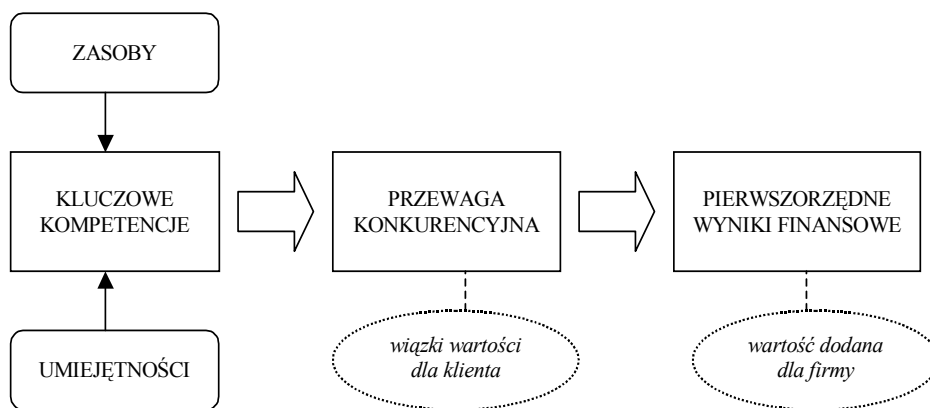 ZASOBY
KLUCZOWE
KOMPETENCJE
PRZEWAGA
KONKURENCYJNA
PIERWSZORZĘDNE
WYNIKI FINANSOWE
UMIEJĘTNOŚCI
wiązki wartości
dla klienta
wartość dodana
dla firmy